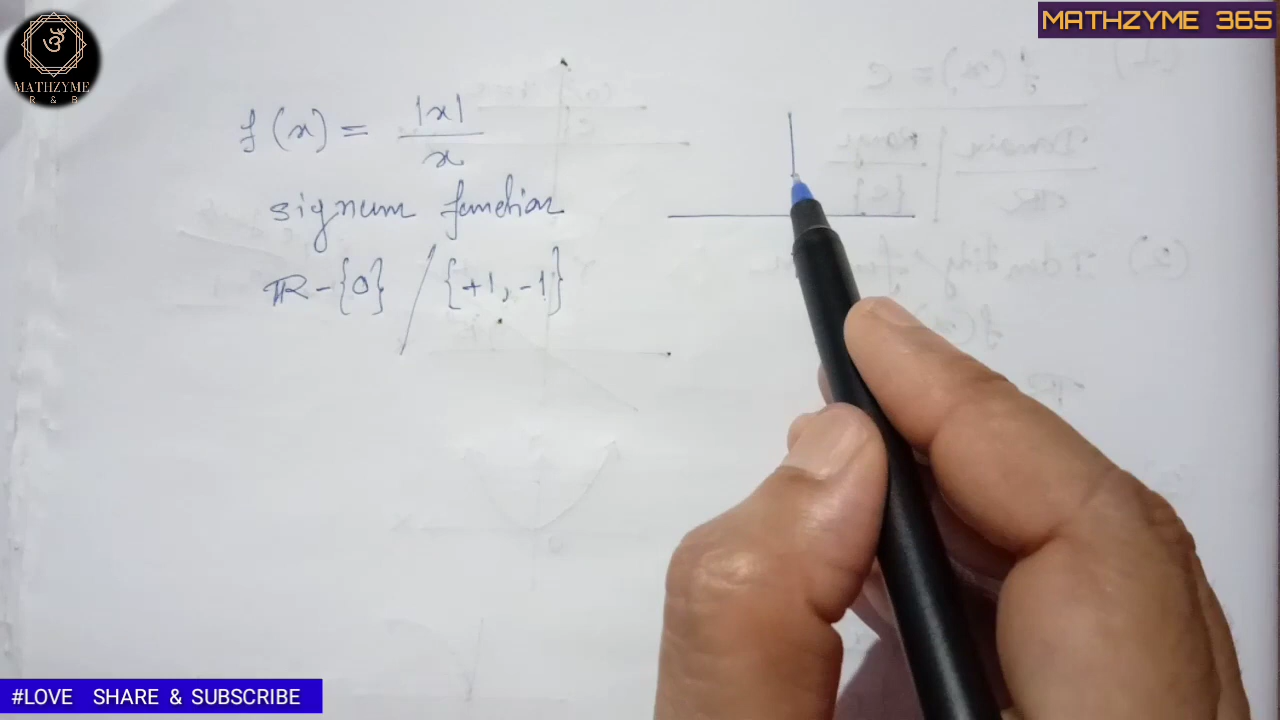 MATHZYME 365
ॐ
MATHZYME
R & B
f(x) = |x|/x
signum function
ℝ - {0} / {+1, -1}
#LOVE SHARE & SUBSCRIBE